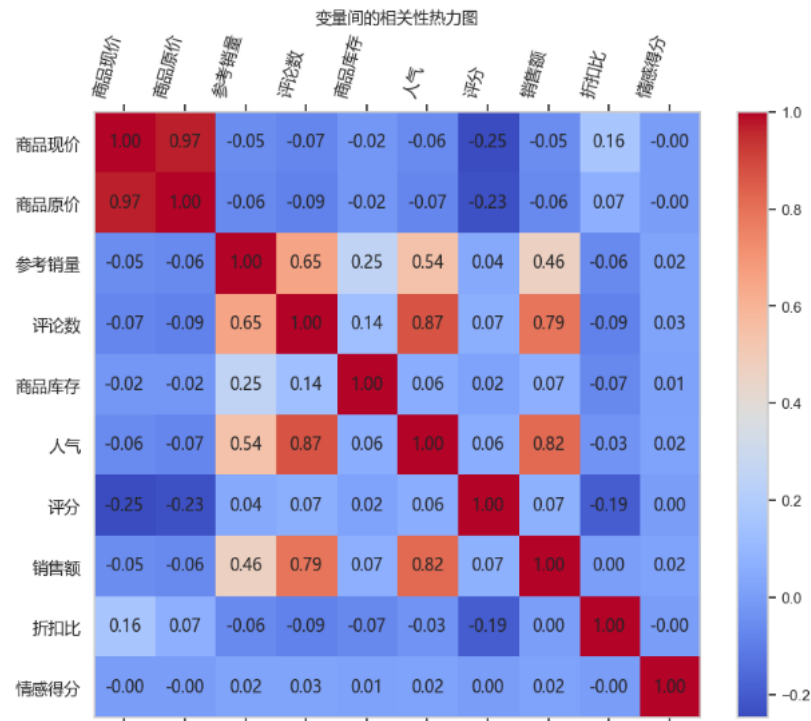 变量间的相关性热力图
商品现价 商品原价 参考销量 评论数 商品库存 人气 评分 销售额 折扣比 情感得分
商品现价 1.00 0.97 -0.05 -0.07 -0.02 -0.06 -0.25 -0.05 0.16 -0.00
商品原价 0.97 1.00 -0.06 -0.09 -0.02 -0.07 -0.23 -0.06 0.07 -0.00
参考销量 -0.05 -0.06 1.00 0.65 0.25 0.54 0.04 0.46 -0.06 0.02
评论数 -0.07 -0.09 0.65 1.00 0.14 0.87 0.07 0.79 -0.09 0.03
商品库存 -0.02 -0.02 0.25 0.14 1.00 0.06 0.02 0.07 -0.07 0.01
人气 -0.06 -0.07 0.54 0.87 0.06 1.00 0.06 0.82 -0.03 0.02
评分 -0.25 -0.23 0.04 0.07 0.02 0.06 1.00 0.07 -0.19 0.00
销售额 -0.05 -0.06 0.46 0.79 0.07 0.82 0.07 1.00 0.00 0.02
折扣比 0.16 0.07 -0.06 -0.09 -0.07 -0.03 -0.19 0.00 1.00 -0.00
情感得分 -0.00 -0.00 0.02 0.03 0.01 0.02 0.00 0.02 -0.00 1.00
1.0
0.8
0.6
0.4
0.2
0.0
-0.2